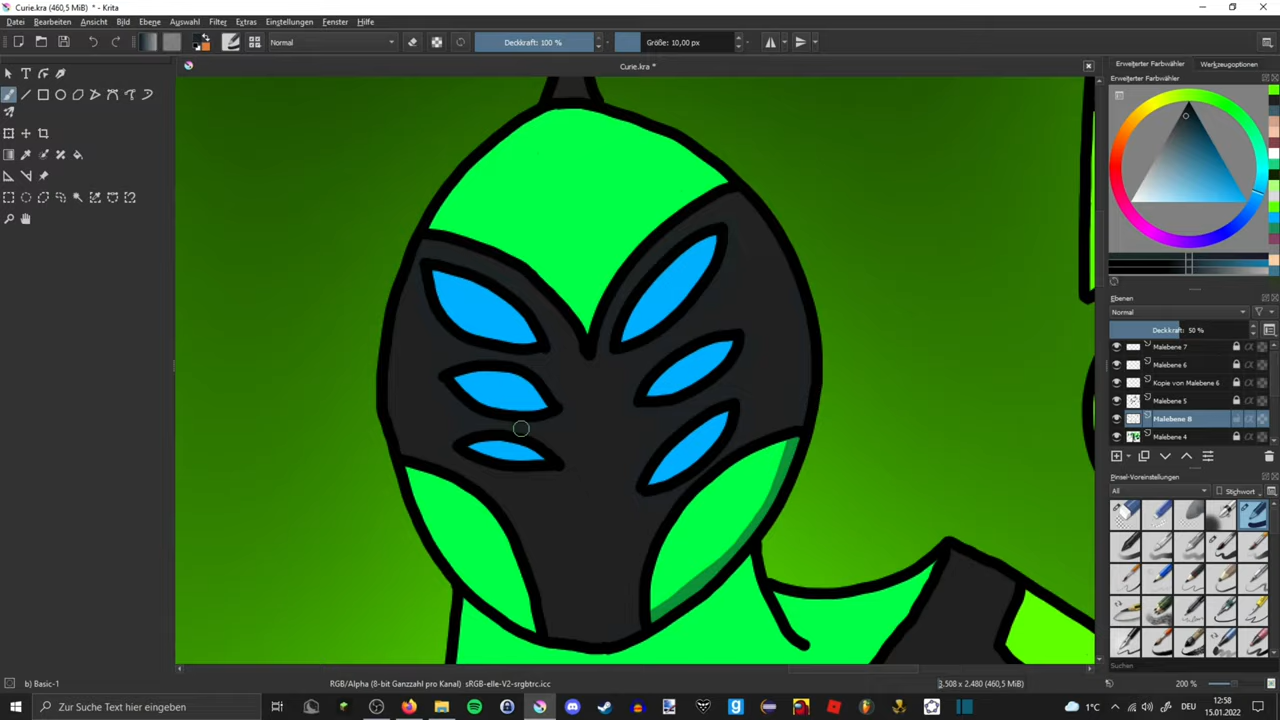 Curie.kra (460,5 MiB) * - Krita
Datei Bearbeiten Ansicht Bild Ebene Auswahl Filter Extras Einstellungen Fenster Hilfe
Normal Deckkraft: 100 % Größe: 10,00 px
Curie.kra *
Erweiterter Farbwähler Werkzeugoptionen
Erweiterter Farbwähler
Ebenen
Normal
Deckkraft: 50 %
Malebene 7
Malebene 6
Kopie von Malebene 6
Malebene 5
Malebene 8
Malebene 4
Pinsel-Voreinstellungen
All Stichwort
Suchen
b) Basic-1 RGB/Alpha (8-bit Ganzzahl pro Kanal) sRGB-elle-V2-srgbtrc.icc 3.508 x 2.480 (460,5 MiB) 200 %
Zur Suche Text hier eingeben 1°C 12:58
15.01.2022